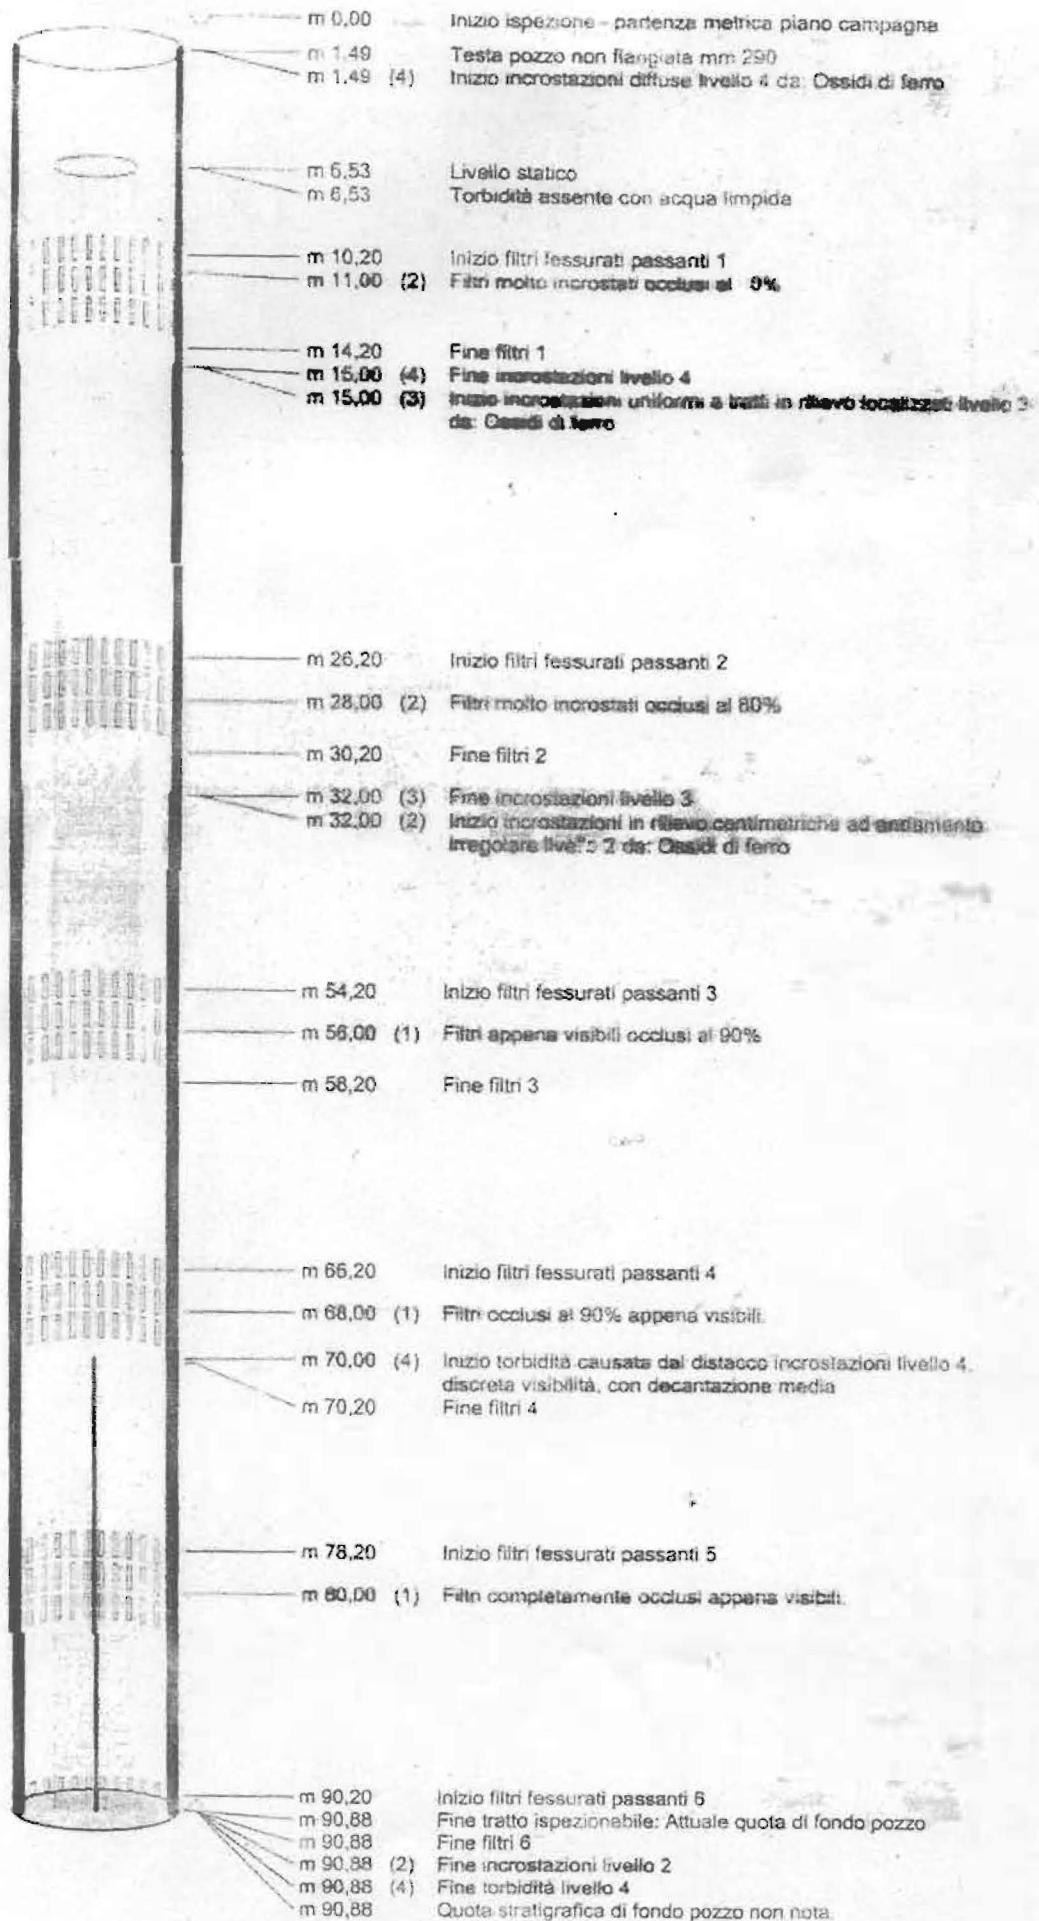 m 0,00 Inizio ispezione - partenza metrica piano campagna
m 1,49 Testa pozzo non flangiata mm 290
m 1,49 (4) Inizio incrostazioni diffuse livello 4 da: Ossidi di ferro
m 6,53 Livello statico
m 6,53 Torbidità assente con acqua limpida
m 10,20 Inizio filtri fessurati passanti 1
m 11,00 (2) Filtri molto incrostati occlusi al
m 14,20 Fine filtri 1
m 15,00 (4) Fine incrostazioni livello 4
m 15,00 (3) Inizio incrostazioni uniformi a tratti in rilievo localizzate livello 3
da: Ossidi di ferro
m 26,20 Inizio filtri fessurati passanti 2
m 28,00 (2) Filtri molto incrostati occlusi al 80%
m 30,20 Fine filtri 2
m 32,00 (3) Fine incrostazioni livello 3
m 32,00 (2) Inizio incrostazioni in rilievo centimetriche ad andamento
irregolare livello 2 da: Ossidi di ferro
m 54,20 Inizio filtri fessurati passanti 3
m 56,00 (1) Filtri appena visibili occlusi al 90%
m 58,20 Fine filtri 3
m 66,20 Inizio filtri fessurati passanti 4
m 68,00 (1) Filtri occlusi al 90% appena visibili.
m 70,00 (4) Inizio torbidità causata dal distacco incrostazioni livello 4,
discreta visibilità, con decantazione media
m 70,20 Fine filtri 4
m 78,20 Inizio filtri fessurati passanti 5
m 80,00 (1) Filtri completamente occlusi appena visibili.
m 90,20 Inizio filtri fessurati passanti 6
m 90,88 Fine tratto ispezionabile: Attuale quota di fondo pozzo
m 90,88 Fine filtri 6
m 90,88 (2) Fine incrostazioni livello 2
m 90,88 (4) Fine torbidità livello 4
m 90,88 Quota stratigrafica di fondo pozzo non nota.